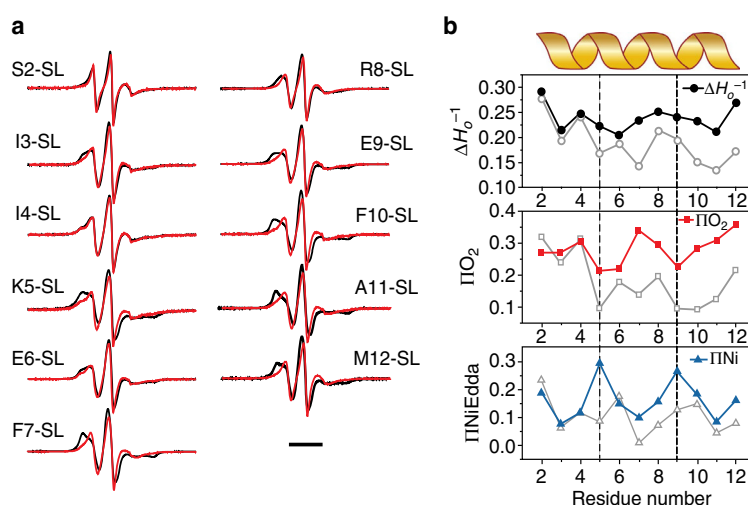 a
S2-SL
I3-SL
I4-SL
K5-SL
E6-SL
F7-SL
R8-SL
E9-SL
F10-SL
A11-SL
M12-SL
b
ΔHo⁻¹
0.30
0.25
0.20
0.15
0.10
ΔHo⁻¹
2 4 6 8 10 12
ΠO₂
0.4
0.3
0.2
0.1
ΠO₂
2 4 6 8 10 12
ΠNiEdda
0.3
0.2
0.1
0.0
ΠNi
2 4 6 8 10 12
Residue number